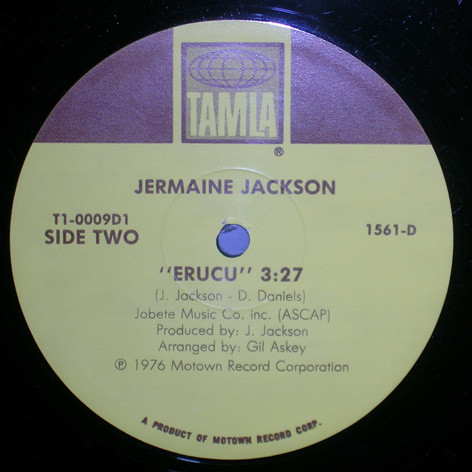 TAMLA
®
JERMAINE JACKSON
T1-0009D1
SIDE TWO
1561-D
"ERUCU" 3:27
(J. Jackson - D. Daniels)
Jobete Music Co. inc. (ASCAP)
Produced by: J. Jackson
Arranged by: Gil Askey
℗ 1976 Motown Record Corporation
A PRODUCT OF MOTOWN RECORD CORP.